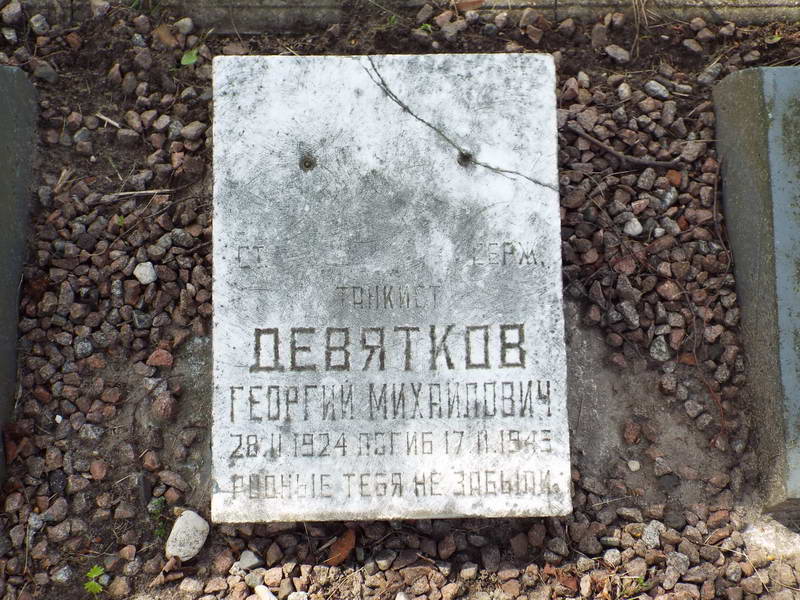 СТ. СЕРЖ.
ТАНКИСТ
ДЕВЯТКОВ
ГЕОРГИЙ МИХАЙЛОВИЧ
28.II.1924 ПОГИБ 17.II.1945
РОДНЫЕ ТЕБЯ НЕ ЗАБЫЛИ.